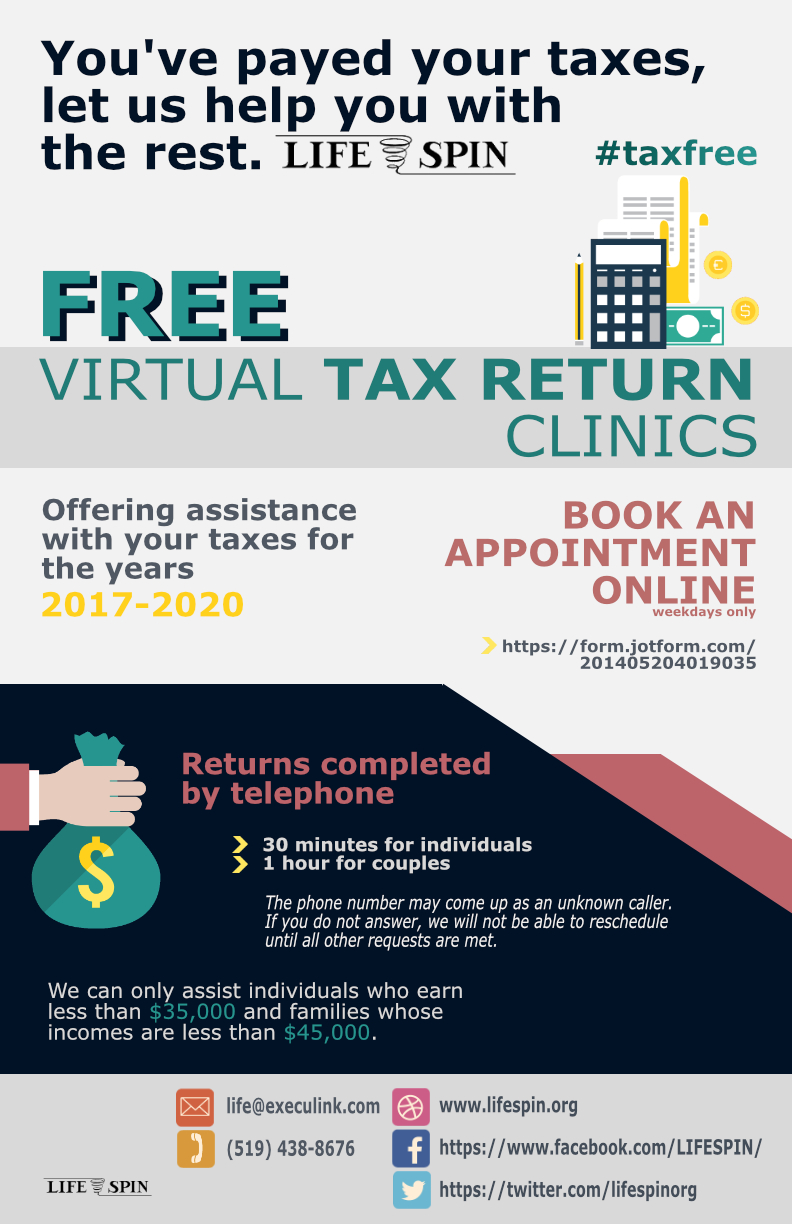 You've payed your taxes,
let us help you with
the rest. LIFE SPIN
#taxfree
FREE
VIRTUAL TAX RETURN
CLINICS
Offering assistance
with your taxes for
the years
2017-2020
BOOK AN
APPOINTMENT
ONLINE
weekdays only
https://form.jotform.com/
201405204019035
Returns completed
by telephone
30 minutes for individuals
1 hour for couples
The phone number may come up as an unknown caller.
If you do not answer, we will not be able to reschedule
until all other requests are met.
We can only assist individuals who earn
less than $35,000 and families whose
incomes are less than $45,000.
life@execulink.com
(519) 438-8676
www.lifespin.org
https://www.facebook.com/LIFESPIN/
https://twitter.com/lifespinorg
LIFE SPIN